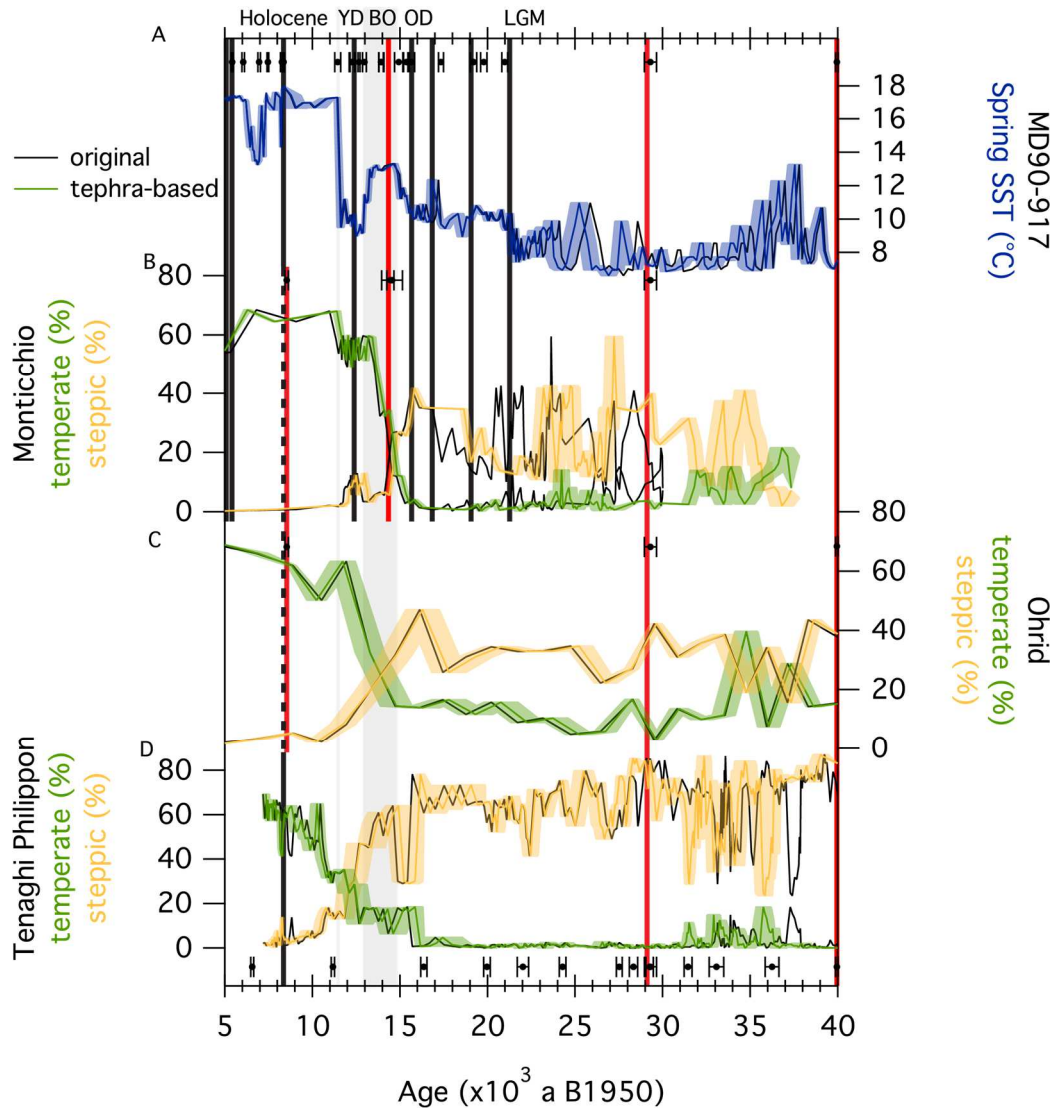 Holocene YD BO OD LGM
A
18
16
14
12
10
8
MD90-917
Spring SST (°C)
original
tephra-based
B
80
60
40
20
0
Monticchio
temperate (%)
steppic (%)
C
80
60
40
20
0
Ohrid
temperate (%)
steppic (%)
D
80
60
40
20
0
Tenaghi Philippon
temperate (%)
steppic (%)
5 10 15 20 25 30 35 40
Age (x10³ a B1950)